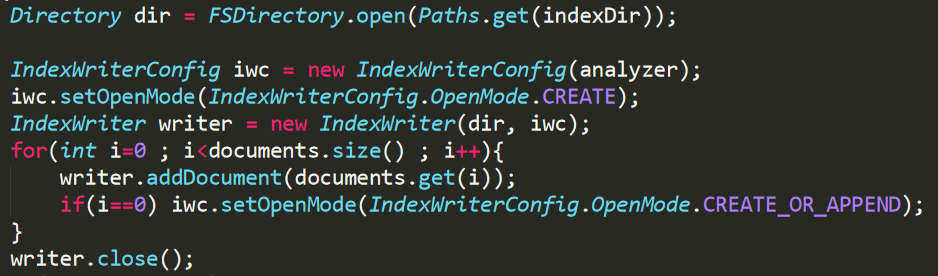 Directory dir = FSDirectory.open(Paths.get(indexDir));
IndexWriterConfig iwc = new IndexWriterConfig(analyzer);
iwc.setOpenMode(IndexWriterConfig.OpenMode.CREATE);
IndexWriter writer = new IndexWriter(dir, iwc);
for(int i=0 ; i<documents.size() ; i++){
    writer.addDocument(documents.get(i));
    if(i==0) iwc.setOpenMode(IndexWriterConfig.OpenMode.CREATE_OR_APPEND);
}
writer.close();